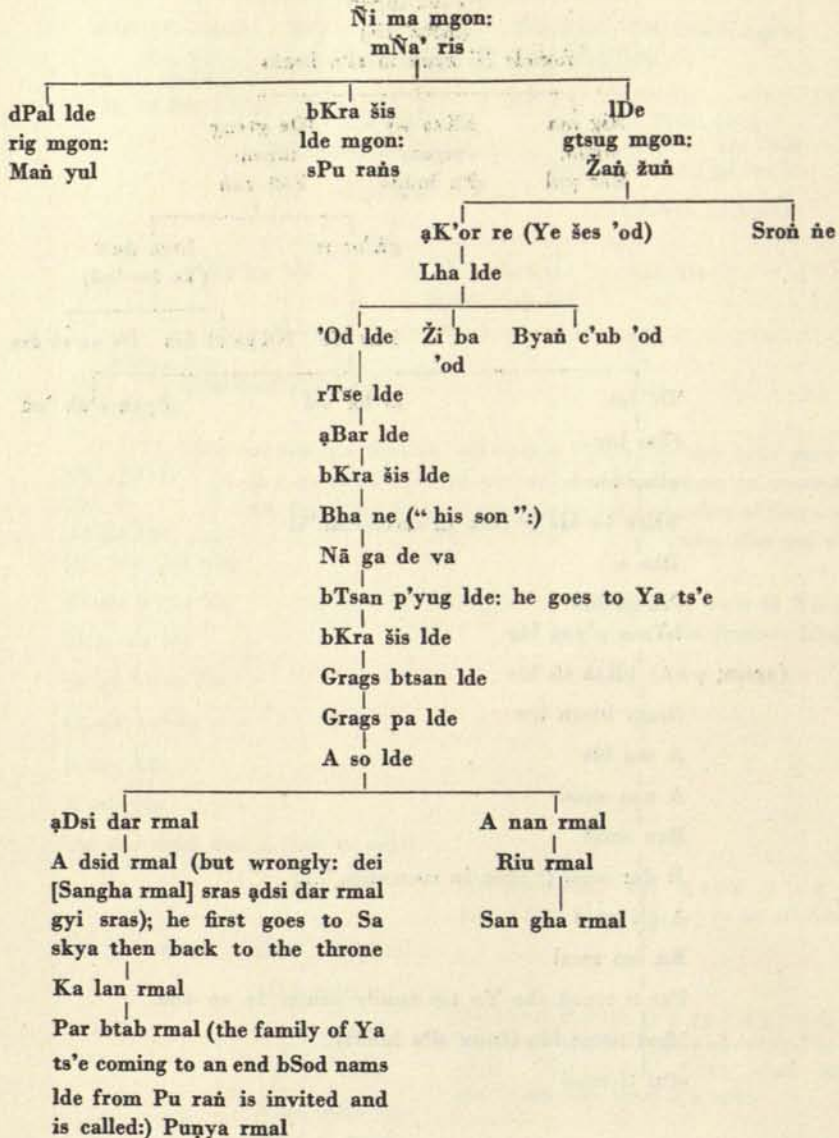 Ñi ma mgon:
mÑa' ris
dPal lde
rig mgon:
Maṅ yul
bKra šis
lde mgon:
sPu raṅs
lDe
gtsug mgon:
Žaṅ žuṅ
ạK'or re (Ye šes 'od)
Sroṅ ṅe
Lha lde
'Od lde
Ži ba
'od
Byaṅ c'ub 'od
rTse lde
ạBar lde
bKra šis lde
Bha ne (“ his son ”:)
Nā ga de va
bTsan p'yug lde: he goes to Ya ts'e
bKra šis lde
Grags btsan lde
Grags pa lde
A so lde
ạDsi dar rmal
A dsid rmal (but wrongly: dei
[Sangha rmal] sras ạdsi dar rmal
gyi sras); he first goes to Sa
skya then back to the throne
Ka lan rmal
Par btab rmal (the family of Ya
ts'e coming to an end bSod nams
lde from Pu raṅ is invited and
is called:) Puṇya rmal
A nan rmal
Riu rmal
San gha rmal